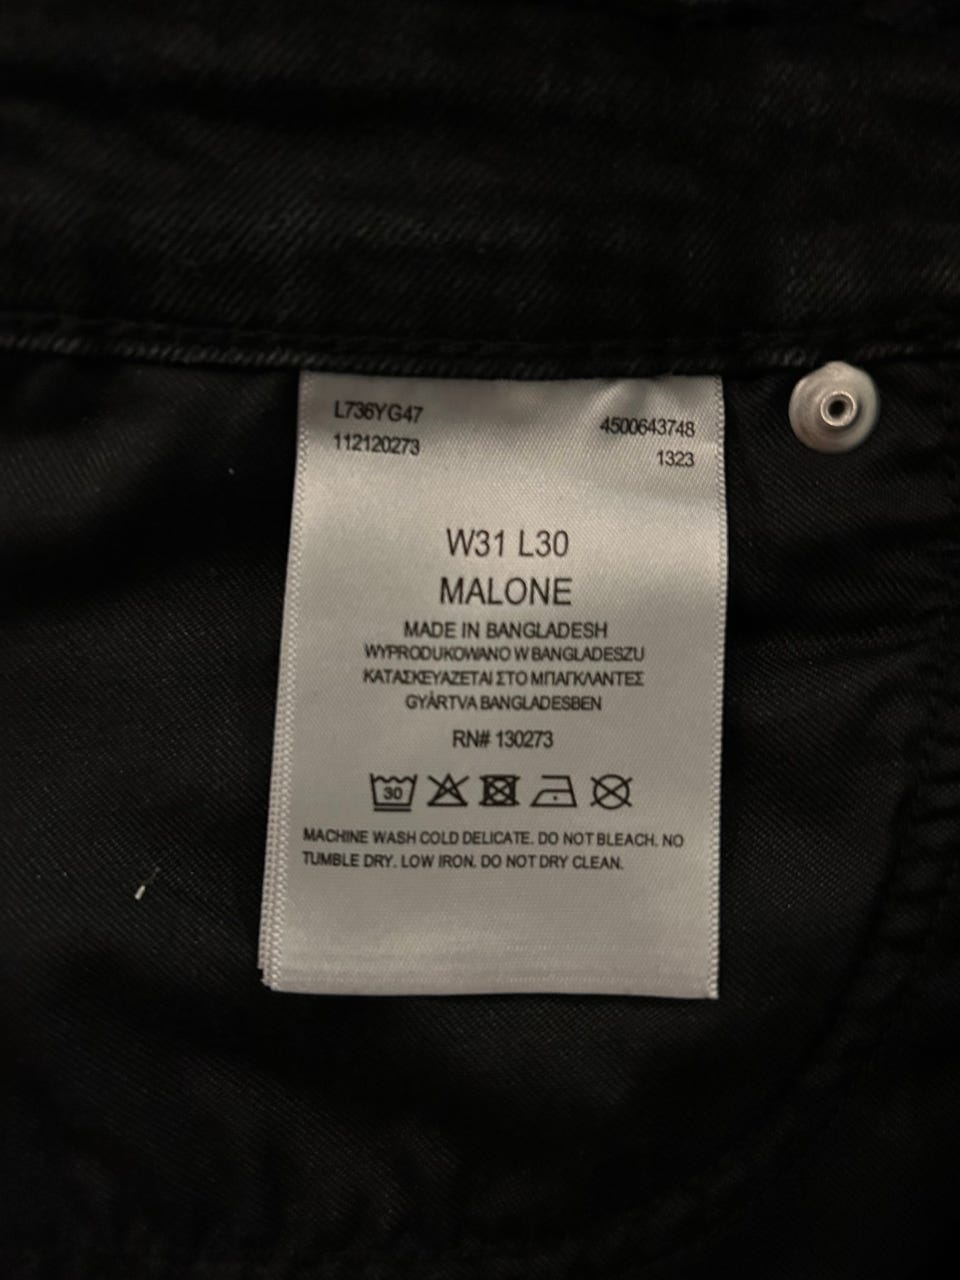 L736YG47
112120273
4500643748
1323
W31 L30
MALONE
MADE IN BANGLADESH
WYPRODUKOWANO W BANGLADESZU
ΚΑΤΑΣΚΕΥΑΖΕΤΑΙ ΣΤΟ ΜΠΑΓΚΛΑΝΤΕΣ
GYÁRTVA BANGLADESBEN
RN# 130273
30
MACHINE WASH COLD DELICATE. DO NOT BLEACH. NO
TUMBLE DRY. LOW IRON. DO NOT DRY CLEAN.